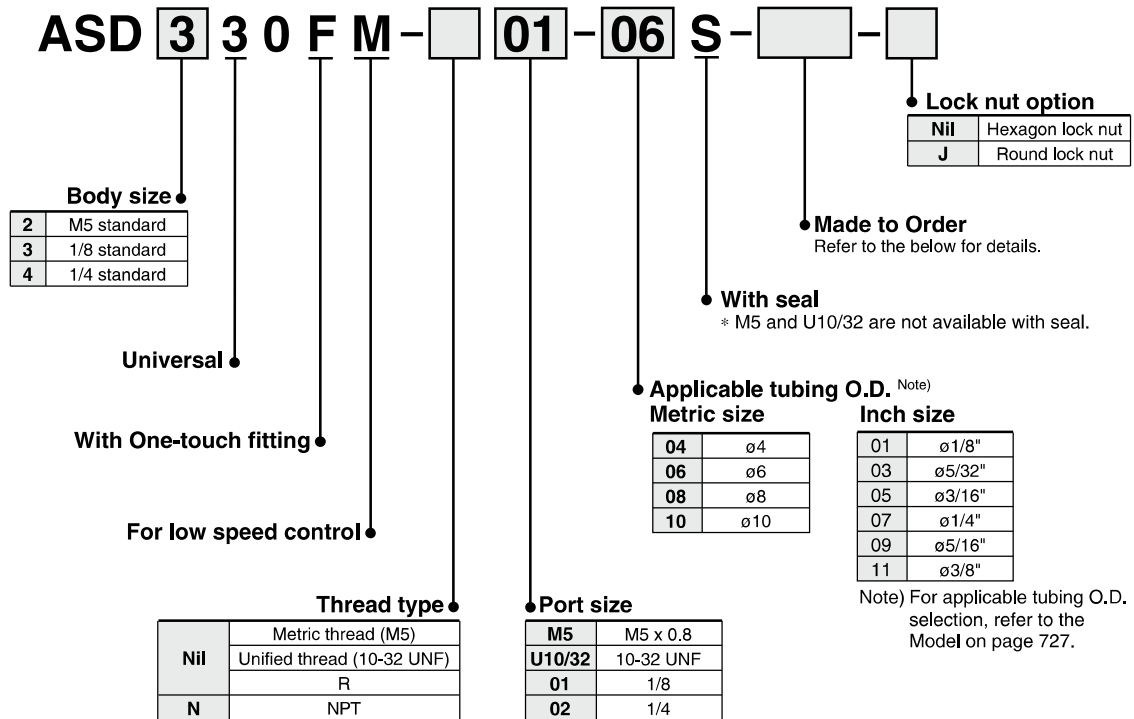 ASD 3 3 0 F M - 01 - 06 S - -
Lock nut option
Nil Hexagon lock nut
J Round lock nut
Body size
2 M5 standard
3 1/8 standard
4 1/4 standard
Made to Order
Refer to the below for details.
With seal
* M5 and U10/32 are not available with seal.
Universal
Applicable tubing O.D. Note)
Metric size
04 ø4
06 ø6
08 ø8
10 ø10
Inch size
01 ø1/8"
03 ø5/32"
05 ø3/16"
07 ø1/4"
09 ø5/16"
11 ø3/8"
Note) For applicable tubing O.D.
selection, refer to the
Model on page 727.
With One-touch fitting
For low speed control
Thread type
Nil Metric thread (M5)
Unified thread (10-32 UNF)
R
N NPT
Port size
M5 M5 x 0.8
U10/32 10-32 UNF
01 1/8
02 1/4